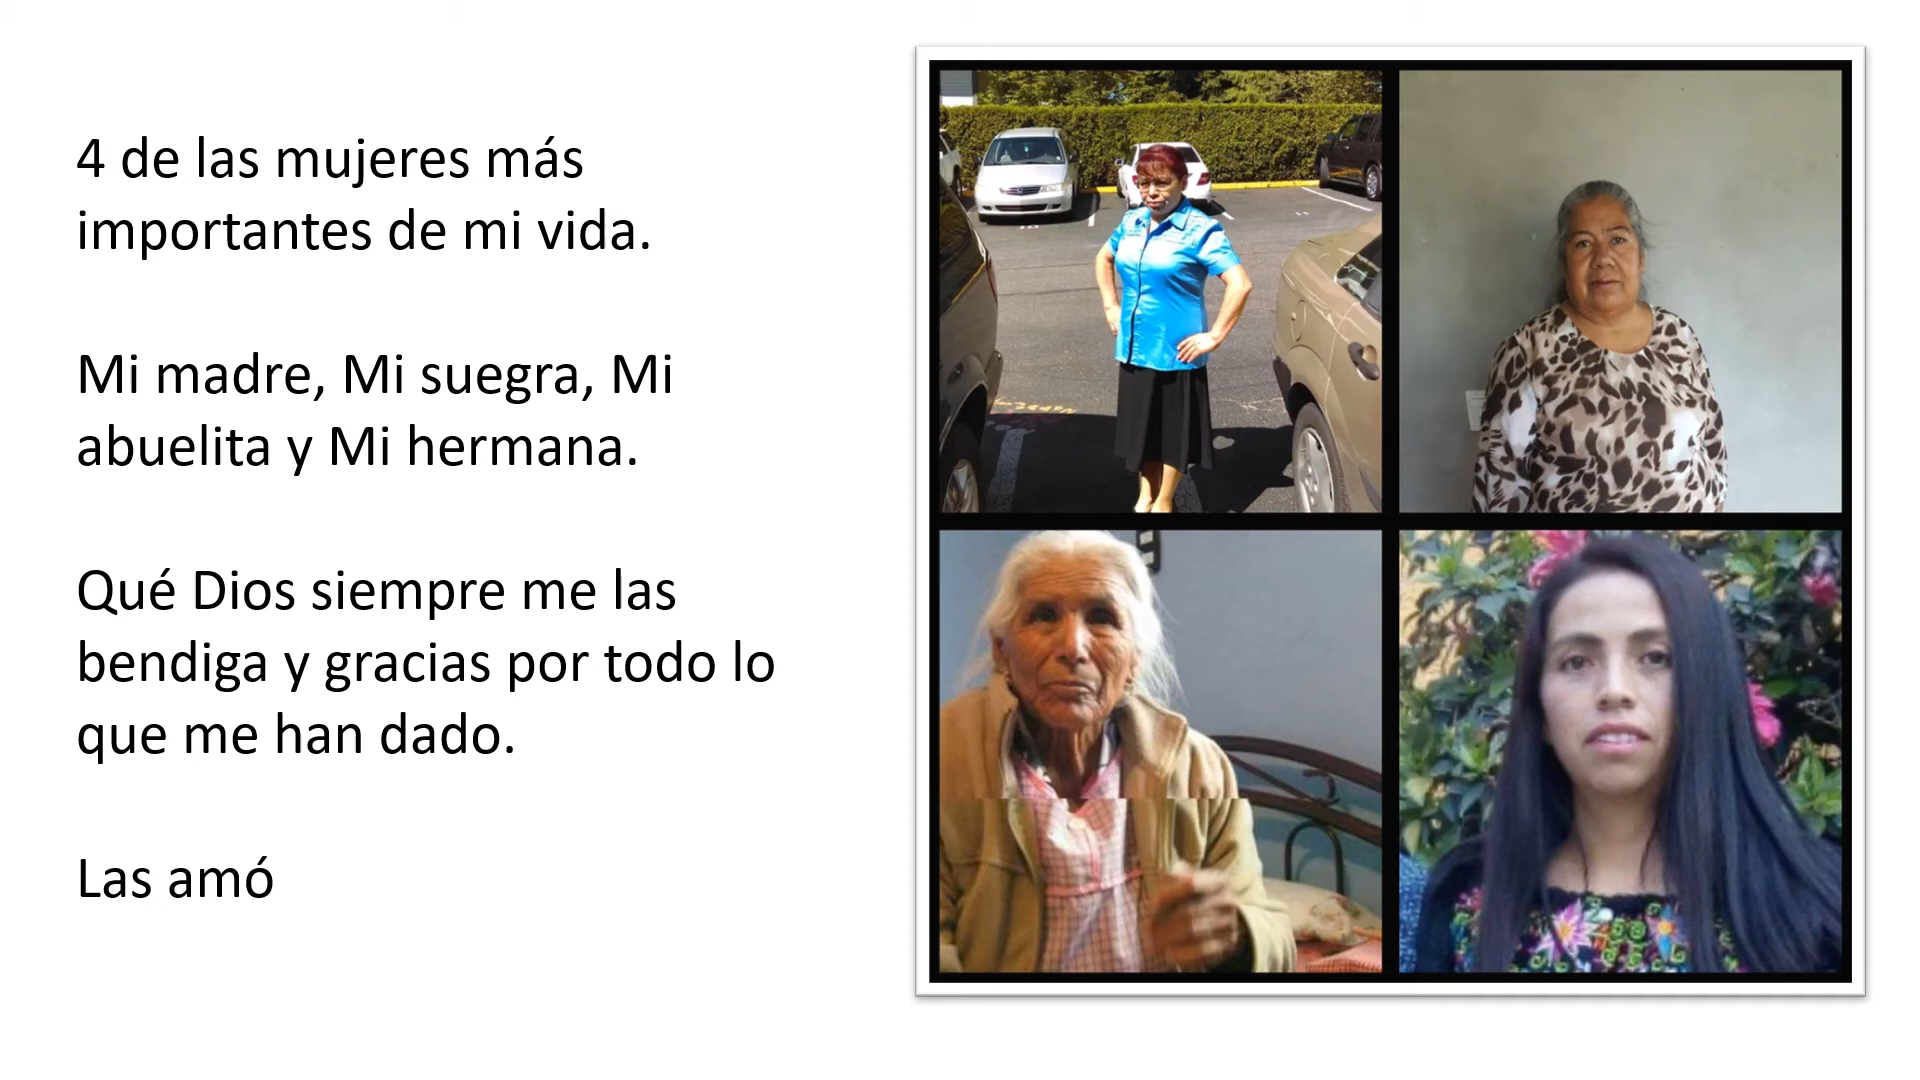 4 de las mujeres más
importantes de mi vida.
Mi madre, Mi suegra, Mi
abuelita y Mi hermana.
Qué Dios siempre me las
bendiga y gracias por todo lo
que me han dado.
Las amó